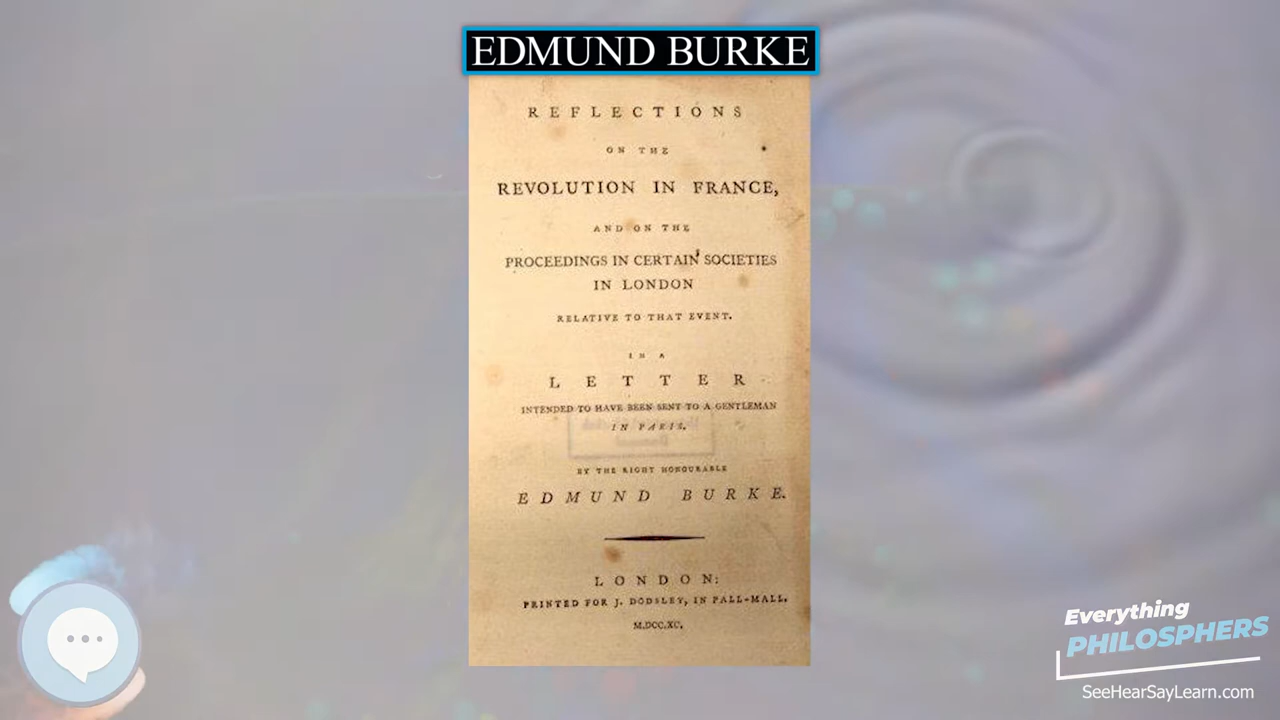 EDMUND BURKE
REFLECTIONS
ON THE
REVOLUTION IN FRANCE,
AND ON THE
PROCEEDINGS IN CERTAIN SOCIETIES
IN LONDON
RELATIVE TO THAT EVENT.
IN A
LETTER
INTENDED TO HAVE BEEN SENT TO A GENTLEMAN
IN PARIS.
BY THE RIGHT HONOURABLE
EDMUND BURKE.
LONDON:
PRINTED FOR J. DODSLEY, IN PALL-MALL.
M.DCC.XC.
Everything
PHILOSPHERS
SeeHearSayLearn.com